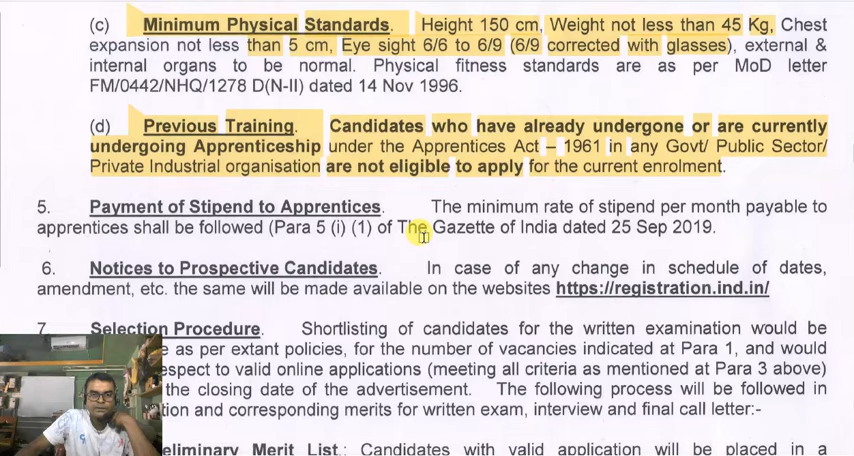 (c) Minimum Physical Standards. Height 150 cm, Weight not less than 45 Kg, Chest
expansion not less than 5 cm, Eye sight 6/6 to 6/9 (6/9 corrected with glasses), external &
internal organs to be normal. Physical fitness standards are as per MoD letter
FM/0442/NHQ/1278 D(N-II) dated 14 Nov 1996.
(d) Previous Training. Candidates who have already undergone or are currently
undergoing Apprenticeship under the Apprentices Act – 1961 in any Govt/ Public Sector/
Private Industrial organisation are not eligible to apply for the current enrolment.
5. Payment of Stipend to Apprentices. The minimum rate of stipend per month payable to
apprentices shall be followed (Para 5 (i) (1) of The Gazette of India dated 25 Sep 2019.
6. Notices to Prospective Candidates. In case of any change in schedule of dates,
amendment, etc. the same will be made available on the websites https://registration.ind.in/
7. Selection Procedure. Shortlisting of candidates for the written examination would be
e as per extant policies, for the number of vacancies indicated at Para 1, and would
espect to valid online applications (meeting all criteria as mentioned at Para 3 above)
the closing date of the advertisement. The following process will be followed in
tion and corresponding merits for written exam, interview and final call letter:-
eliminary Merit List.: Candidates with valid application will be placed in a